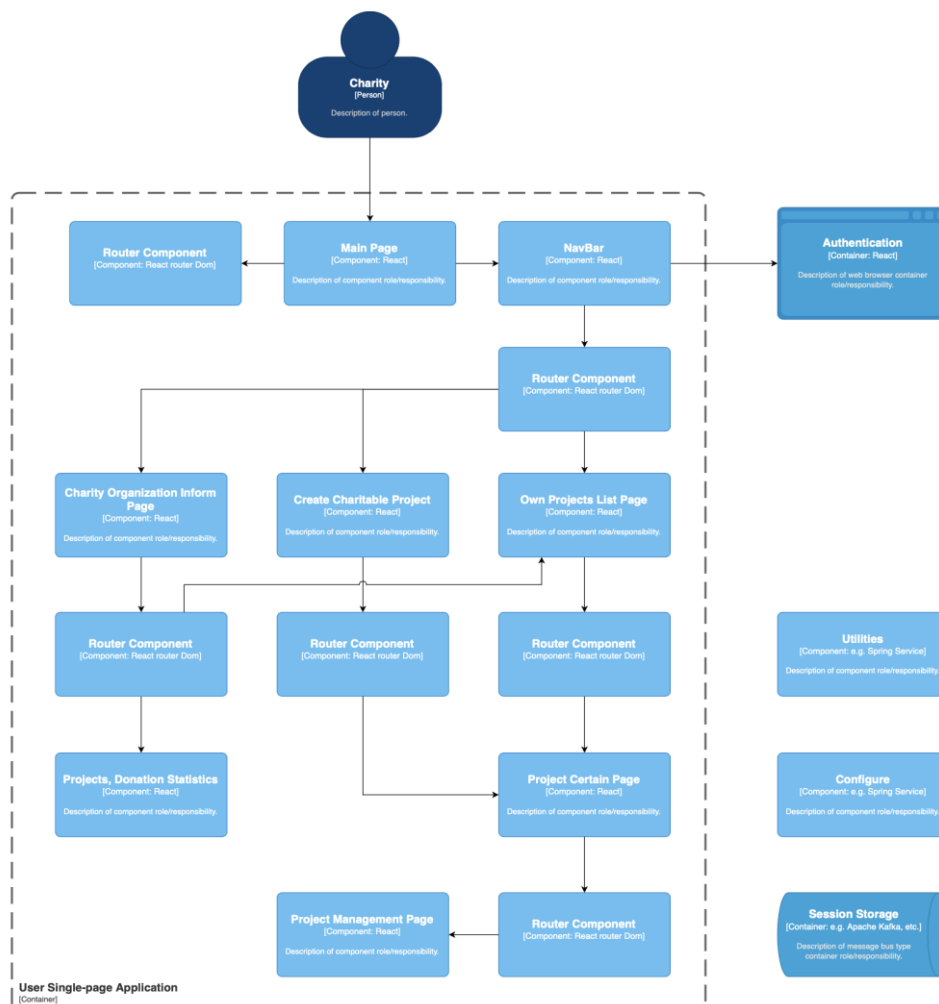 Charity
[Person]
Description of person.
Router Component
[Component: React router Dom]
Main Page
[Component: React]
Description of component role/responsibility.
NavBar
[Component: React]
Description of component role/responsibility.
Authentication
[Container: React]
Description of web browser container
role/responsibility.
Router Component
[Component: React router Dom]
Charity Organization Inform
Page
[Component: React]
Description of component role/responsibility.
Create Charitable Project
[Component: React]
Description of component role/responsibility.
Own Projects List Page
[Component: React]
Description of component role/responsibility.
Router Component
[Component: React router Dom]
Router Component
[Component: React router Dom]
Router Component
[Component: React router Dom]
Utilities
[Component: e.g. Spring Service]
Description of component role/responsibility.
Projects, Donation Statistics
[Component: React]
Description of component role/responsibility.
Project Certain Page
[Component: React]
Description of component role/responsibility.
Configure
[Component: e.g. Spring Service]
Description of component role/responsibility.
Project Management Page
[Component: React]
Description of component role/responsibility.
Router Component
[Component: React router Dom]
Session Storage
[Container: e.g. Apache Kafka, etc.]
Description of message bus type
container role/responsibility.
User Single-page Application
[Container]